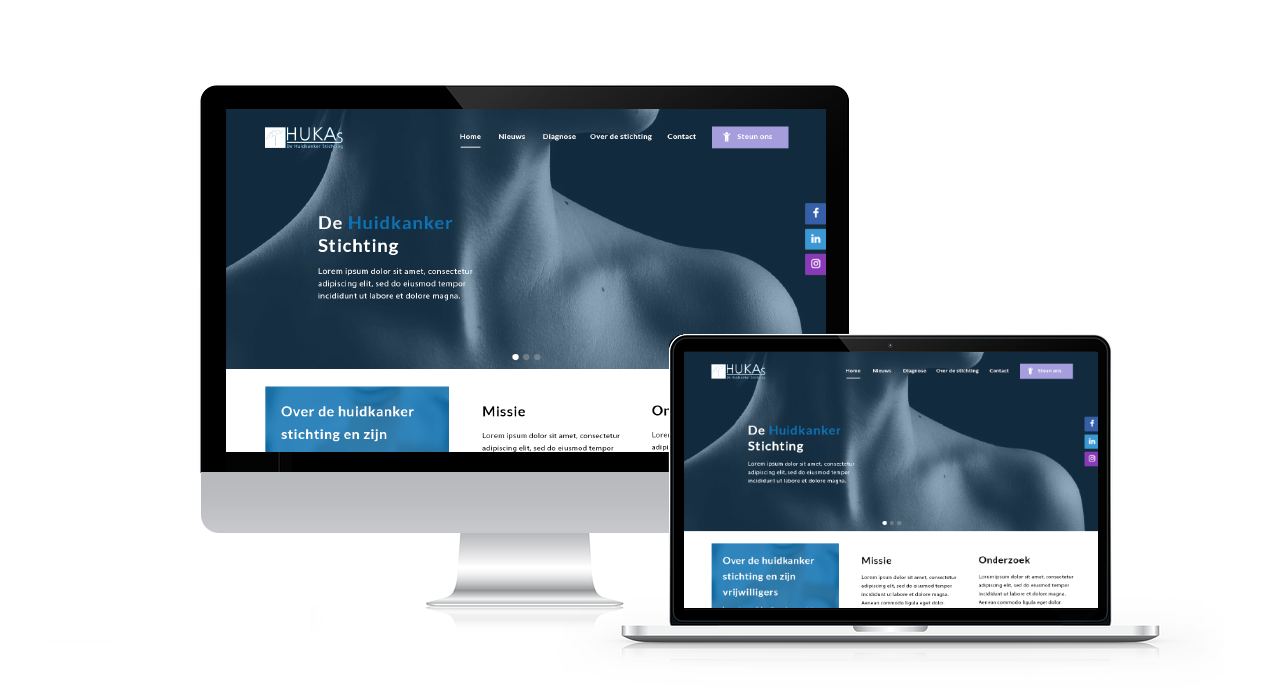 HUKAs
De Huidkanker Stichting
Home Nieuws Diagnose Over de stichting Contact Steun ons
De Huidkanker
Stichting
Lorem ipsum dolor sit amet, consectetur
adipiscing elit, sed do eiusmod tempor
incididunt ut labore et dolore magna.
Over de huidkanker
stichting en zijn
Missie
Lorem ipsum dolor sit amet, consectetur
adipiscing elit, sed do eiusmod tempor
On
Lorem
adipi
HUKAs
De Huidkanker Stichting
Home Nieuws Diagnose Over de stichting Contact Steun ons
De Huidkanker
Stichting
Lorem ipsum dolor sit amet, consectetur
adipiscing elit, sed do eiusmod tempor
incididunt ut labore et dolore magna.
Over de huidkanker
stichting en zijn
vrijwilligers
Missie
Lorem ipsum dolor sit amet, consectetur
adipiscing elit, sed do eiusmod tempor
incididunt ut labore et dolore magna.
Aenean commodo ligula eget dolor.
Onderzoek
Lorem ipsum dolor sit amet, consectetur
adipiscing elit, sed do eiusmod tempor
incididunt ut labore et dolore magna.
Aenean commodo ligula eget dolor.